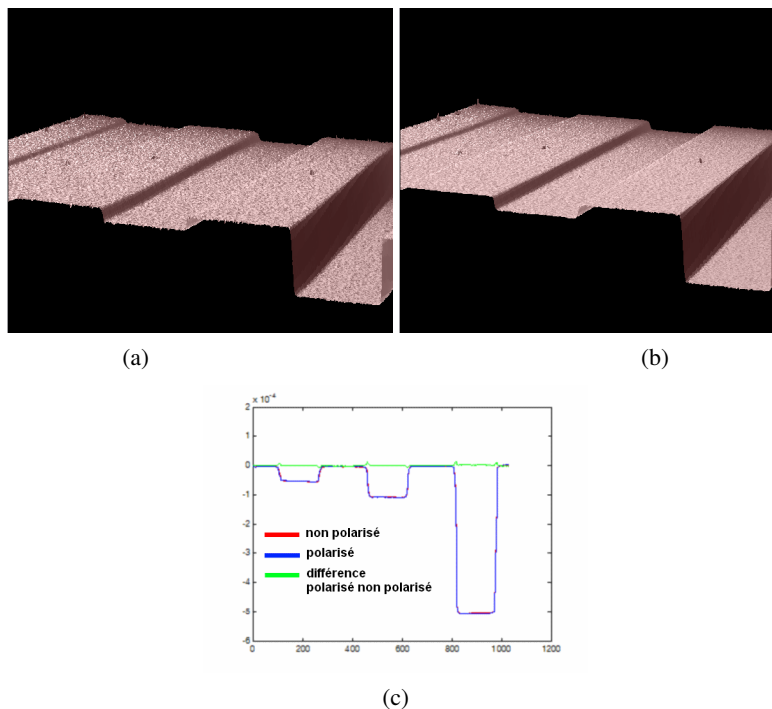 (a)
(b)
x 10⁻⁴
2
1
0
-1
-2
-3
-4
-5
-6
non polarisé
polarisé
différence
polarisé non polarisé
0
200
400
600
800
1000
1200
(c)